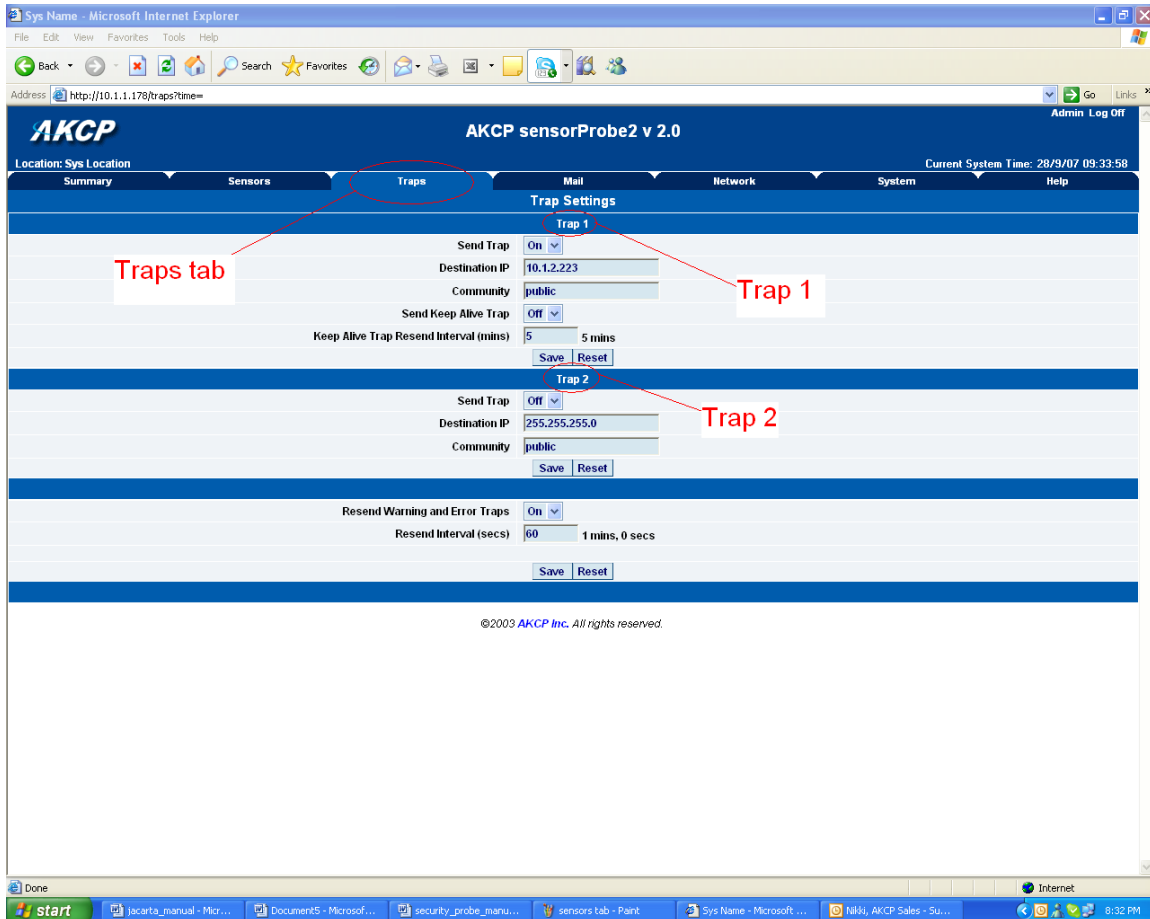 Sys Name - Microsoft Internet Explorer
File Edit View Favorites Tools Help
Back Search Favorites
Address http://10.1.1.178/traps?time= Go Links »
Admin Log Off
AKCP AKCP sensorProbe2 v 2.0
Location: Sys Location Current System Time: 28/9/07 09:33:58
Summary Sensors Traps Mail Network System Help
Trap Settings
Trap 1
Send Trap On
Traps tab
Destination IP 10.1.2.223
Community public
Trap 1
Send Keep Alive Trap Off
Keep Alive Trap Resend Interval (mins) 5 5 mins
Save Reset
Trap 2
Send Trap Off
Trap 2
Destination IP 255.255.255.0
Community public
Save Reset
Resend Warning and Error Traps On
Resend Interval (secs) 60 1 mins, 0 secs
Save Reset
©2003 AKCP Inc. All rights reserved.
Done Internet
start jacarta_manual - Micr... Document5 - Microsof... security_probe_manu... sensors tab - Paint Sys Name - Microsoft ... Nikki, AKCP Sales - Su... 8:32 PM